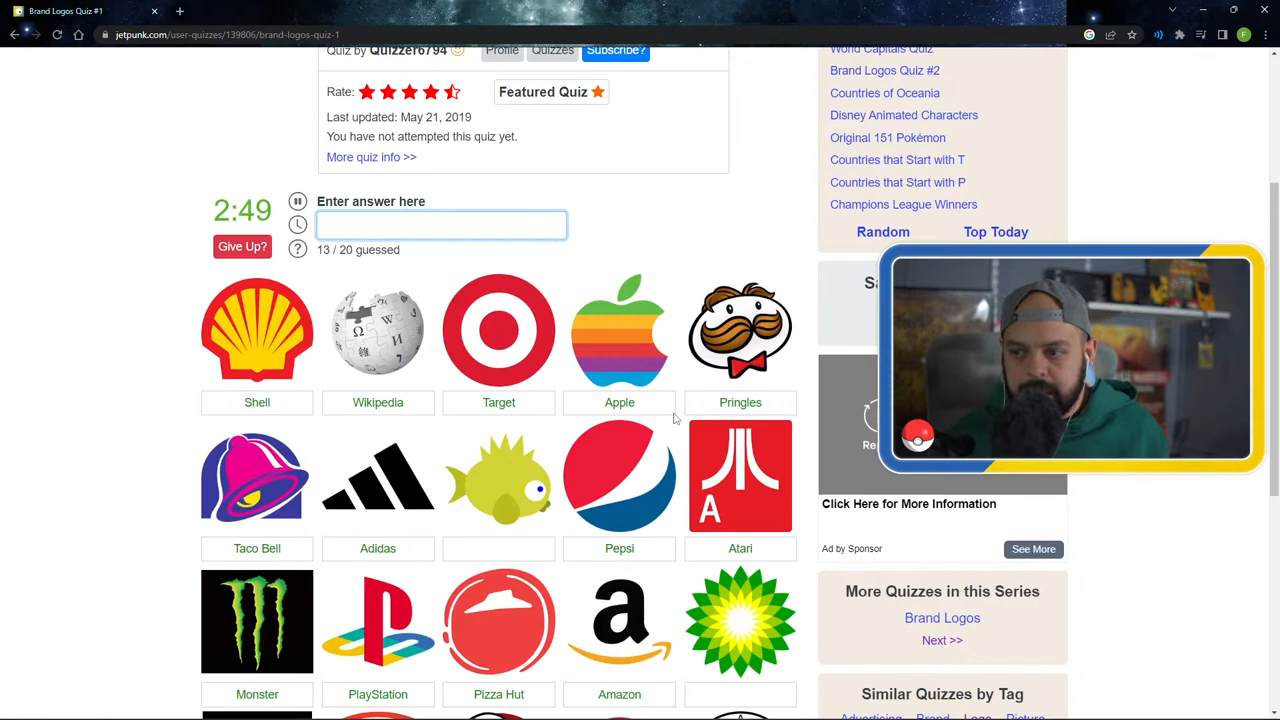 Brand Logos Quiz #1
jetpunk.com/user-quizzes/139806/brand-logos-quiz-1
Quiz by Quizzer6794
Profile
Quizzes
Subscribe?
Rate:
Featured Quiz
Last updated: May 21, 2019
You have not attempted this quiz yet.
More quiz info >>
World Capitals Quiz
Brand Logos Quiz #2
Countries of Oceania
Disney Animated Characters
Original 151 Pokémon
Countries that Start with T
Countries that Start with P
Champions League Winners
Random
Top Today
2:49
Give Up?
Enter answer here
13 / 20 guessed
Shell
Wikipedia
Target
Apple
Pringles
A
Taco Bell
Adidas
Pepsi
Atari
Click Here for More Information
Ad by Sponsor
See More
a
Monster
PlayStation
Pizza Hut
Amazon
More Quizzes in this Series
Brand Logos
Next >>
Similar Quizzes by Tag
Advertising
Brand
Logo
Picture